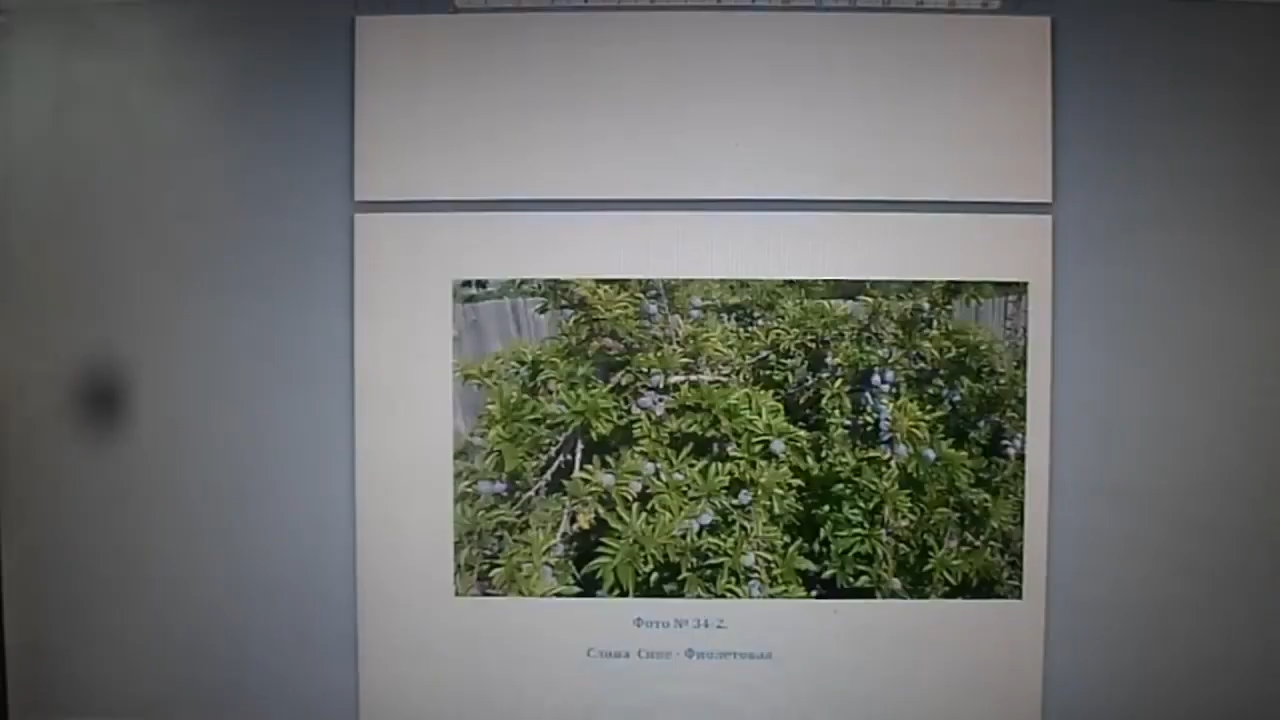 Фото № 34-2.
Слива Сине - Фиолетовая